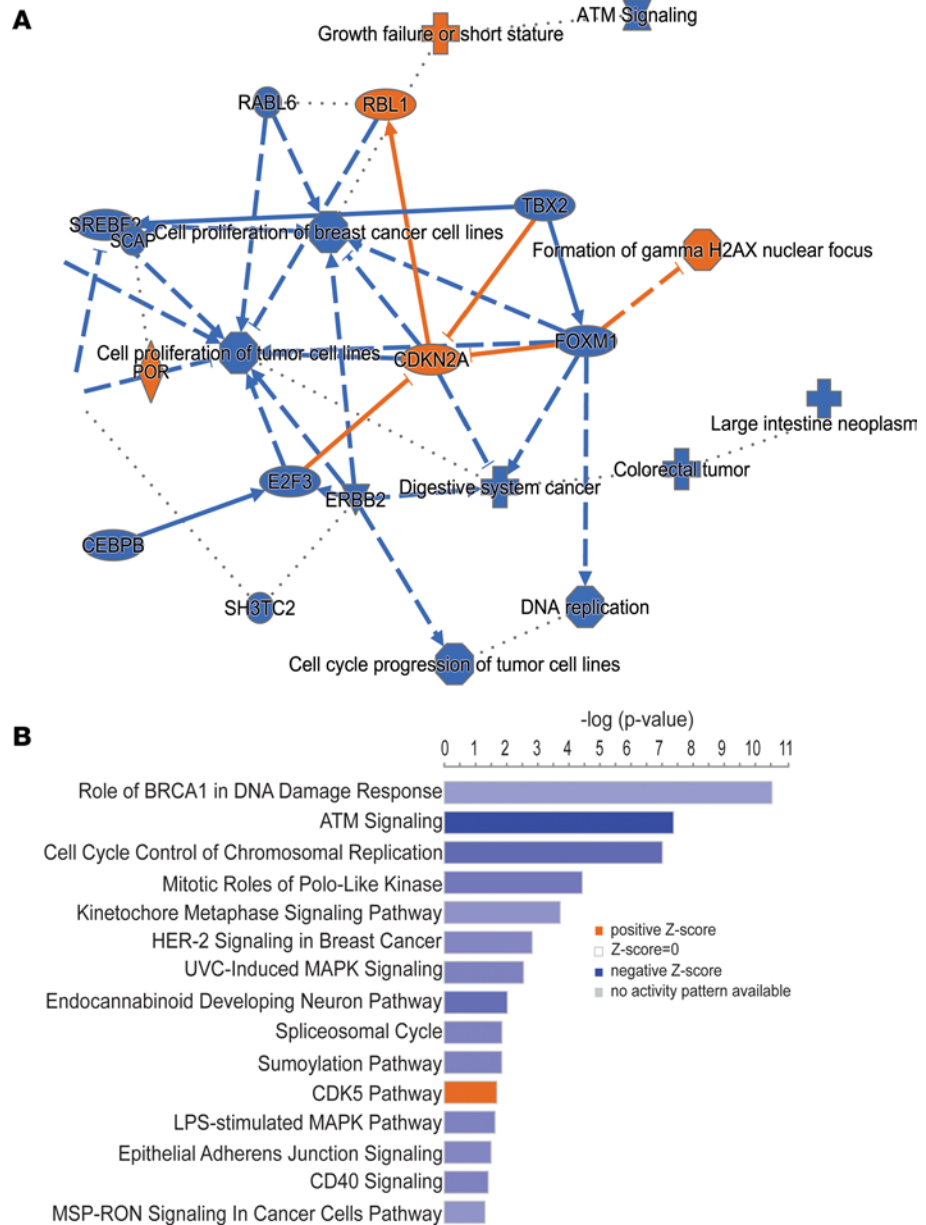 A
ATM Signaling
Growth failure or short stature
RABL6
RBL1
TBX2
SREBF2
SCAP
Cell proliferation of breast cancer cell lines
Formation of gamma H2AX nuclear focus
FOXM1
Cell proliferation of tumor cell lines
CDKN2A
POR
Large intestine neoplasm
Colorectal tumor
E2F3
Digestive system cancer
ERBB2
CEBPB
SH3TC2
DNA replication
Cell cycle progression of tumor cell lines
B
-log (p-value)
0 1 2 3 4 5 6 7 8 9 10 11
Role of BRCA1 in DNA Damage Response
ATM Signaling
Cell Cycle Control of Chromosomal Replication
Mitotic Roles of Polo-Like Kinase
Kinetochore Metaphase Signaling Pathway
HER-2 Signaling in Breast Cancer
UVC-Induced MAPK Signaling
Endocannabinoid Developing Neuron Pathway
Spliceosomal Cycle
Sumoylation Pathway
CDK5 Pathway
LPS-stimulated MAPK Pathway
Epithelial Adherens Junction Signaling
CD40 Signaling
MSP-RON Signaling In Cancer Cells Pathway
positive Z-score
Z-score=0
negative Z-score
no activity pattern available